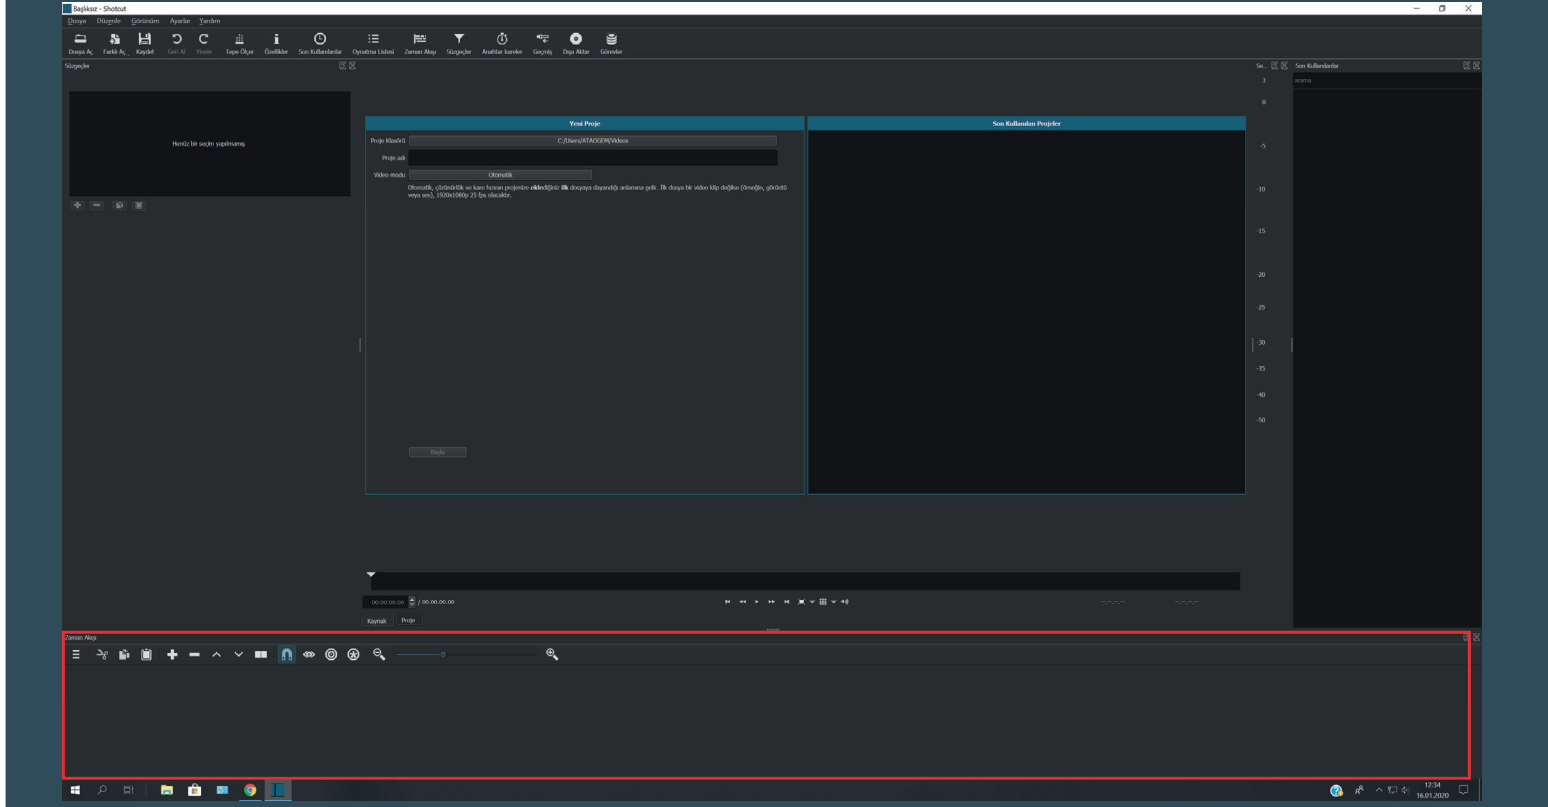 Başlıksız - Shotcut
Dosya Düzenle Görünüm Ayarlar Yardım
Dosya Aç Farklı Aç_ Kaydet Geri Al Yinele Tepe Ölçer Özellikler Son Kullanılanlar Oynatma Listesi Zaman Akışı Süzgeçler Anahtar kareler Geçmiş Dışa Aktar Görevler
Süzgeçler
Henüz bir seçim yapılmamış
Yeni Proje
Proje Klasörü C:/Users/ATAOGEM/Videos
Proje adı
Video modu Otomatik
Otomatik, çözünürlük ve kare hızının projenize eklediğiniz ilk dosyaya dayandığı anlamına gelir. İlk dosya bir video klip değilse (örneğin, görüntü
veya ses), 1920x1080p 25 fps olacaktır.
Başla
Son Kullanılan Projeler
Se...
3
0
-5
-10
-15
-20
-25
-30
-35
-40
-50
Son Kullanılanlar
arama
00:00:00:00 / 00:00:00:00
--:--:--:-- --:--:--:--
Kaynak Proje
Zaman Akışı
12:34
16.01.2020